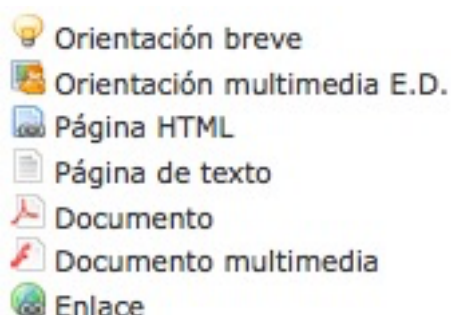 Orientación breve
Orientación multimedia E.D.
Página HTML
Página de texto
Documento
Documento multimedia
Enlace